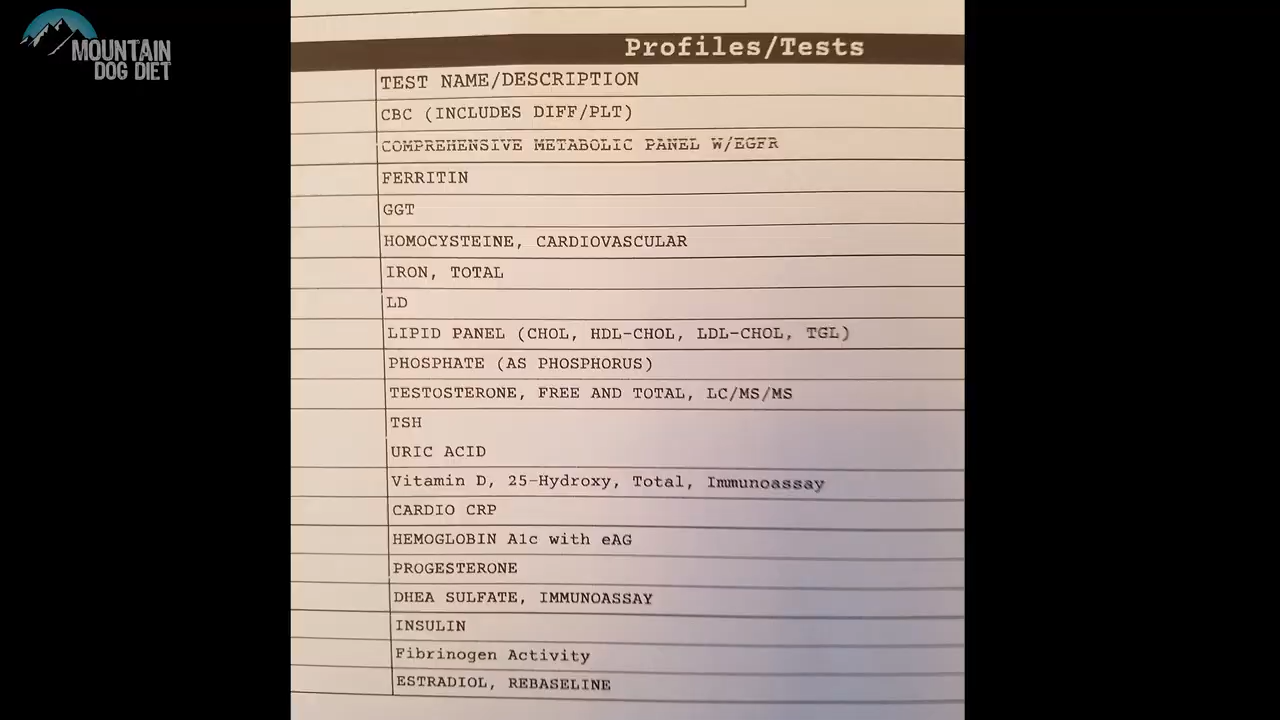 MOUNTAIN
DOG DIET
Profiles/Tests
TEST NAME/DESCRIPTION
CBC (INCLUDES DIFF/PLT)
COMPREHENSIVE METABOLIC PANEL W/EGFR
FERRITIN
GGT
HOMOCYSTEINE, CARDIOVASCULAR
IRON, TOTAL
LD
LIPID PANEL (CHOL, HDL-CHOL, LDL-CHOL, TGL)
PHOSPHATE (AS PHOSPHORUS)
TESTOSTERONE, FREE AND TOTAL, LC/MS/MS
TSH
URIC ACID
Vitamin D, 25-Hydroxy, Total, Immunoassay
CARDIO CRP
HEMOGLOBIN A1c with eAG
PROGESTERONE
DHEA SULFATE, IMMUNOASSAY
INSULIN
Fibrinogen Activity
ESTRADIOL, REBASELINE